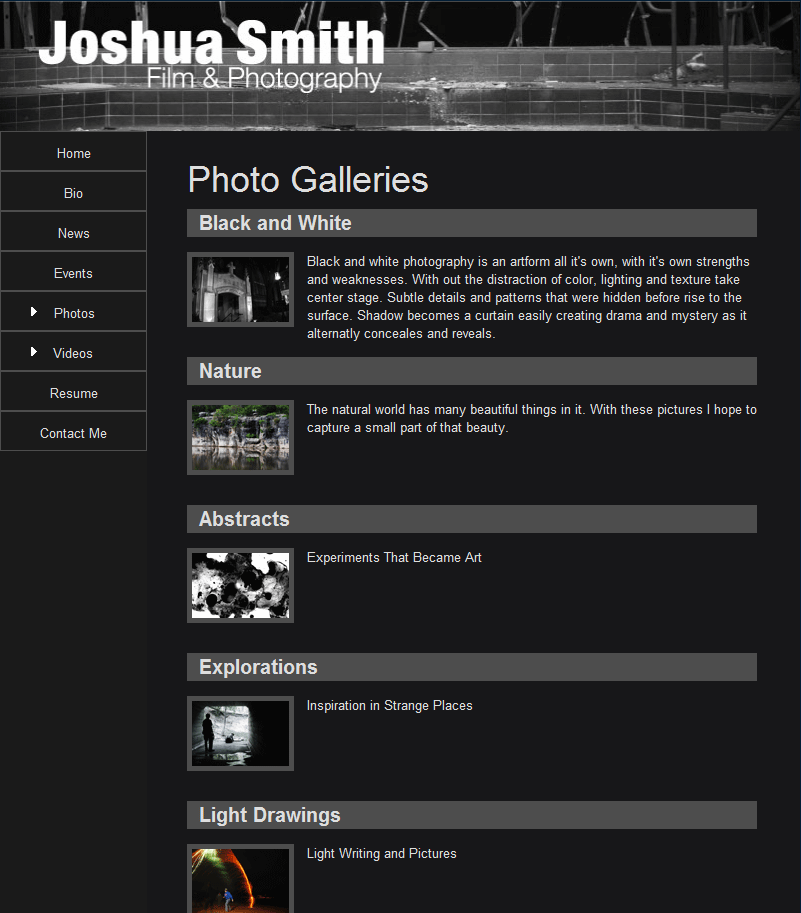 Joshua Smith
Film & Photography
Home
Bio
News
Events
Photos
Videos
Resume
Contact Me
Photo Galleries
Black and White
Black and white photography is an artform all it's own, with it's own strengths
and weaknesses. With out the distraction of color, lighting and texture take
center stage. Subtle details and patterns that were hidden before rise to the
surface. Shadow becomes a curtain easily creating drama and mystery as it
alternatly conceales and reveals.
Nature
The natural world has many beautiful things in it. With these pictures I hope to
capture a small part of that beauty.
Abstracts
Experiments That Became Art
Explorations
Inspiration in Strange Places
Light Drawings
Light Writing and Pictures